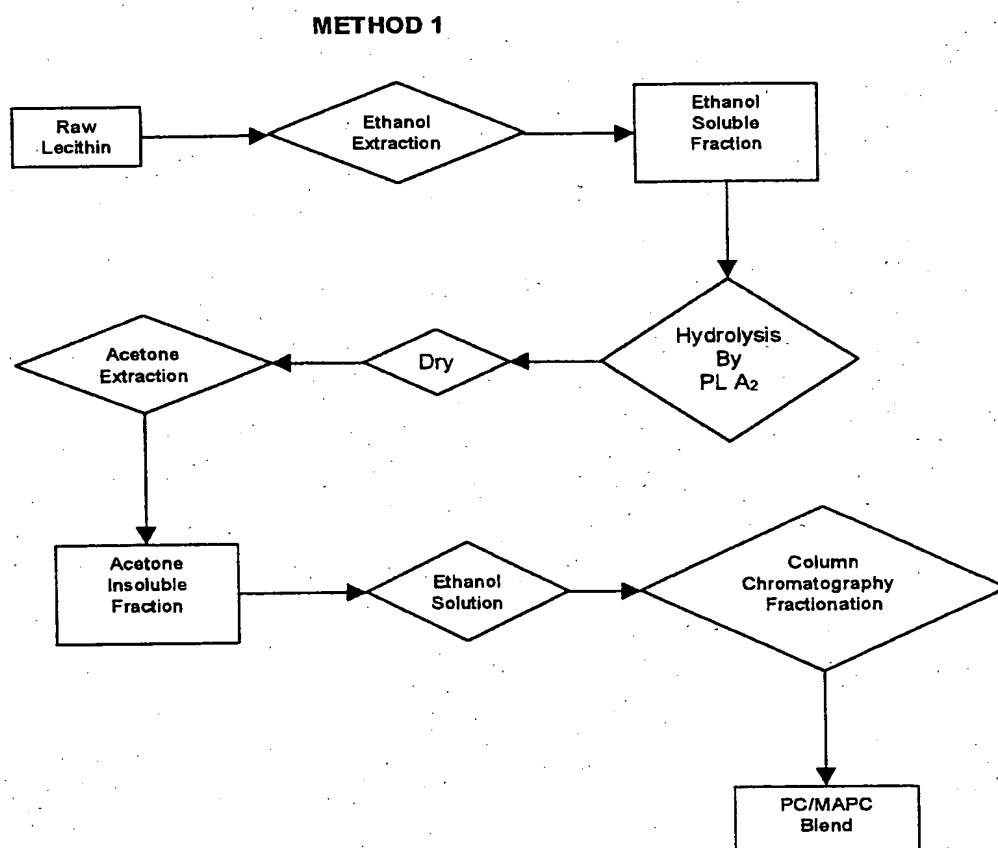 METHOD 1
Raw
Lecithin
Ethanol
Extraction
Ethanol
Soluble
Fraction
Hydrolysis
By
PL A₂
Dry
Acetone
Extraction
Acetone
Insoluble
Fraction
Ethanol
Solution
Column
Chromatography
Fractionation
PC/MAPC
Blend